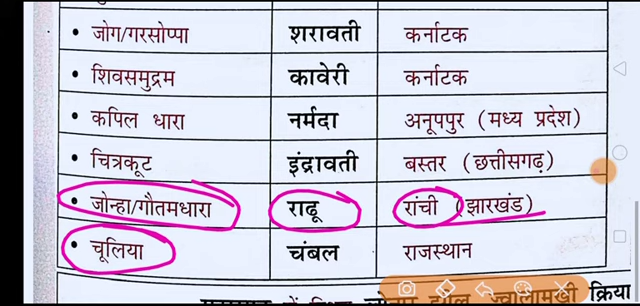 • जोग/गरसोप्पा शरावती कर्नाटक
• शिवसमुद्रम कावेरी कर्नाटक
• कपिल धारा नर्मदा अनूपपुर (मध्य प्रदेश)
• चित्रकूट इंद्रावती बस्तर (छत्तीसगढ़)
• जोन्हा/गौतमधारा राढू रांची (झारखंड)
• चूलिया चंबल राजस्थान
में ज्वालामुखी क्रिया